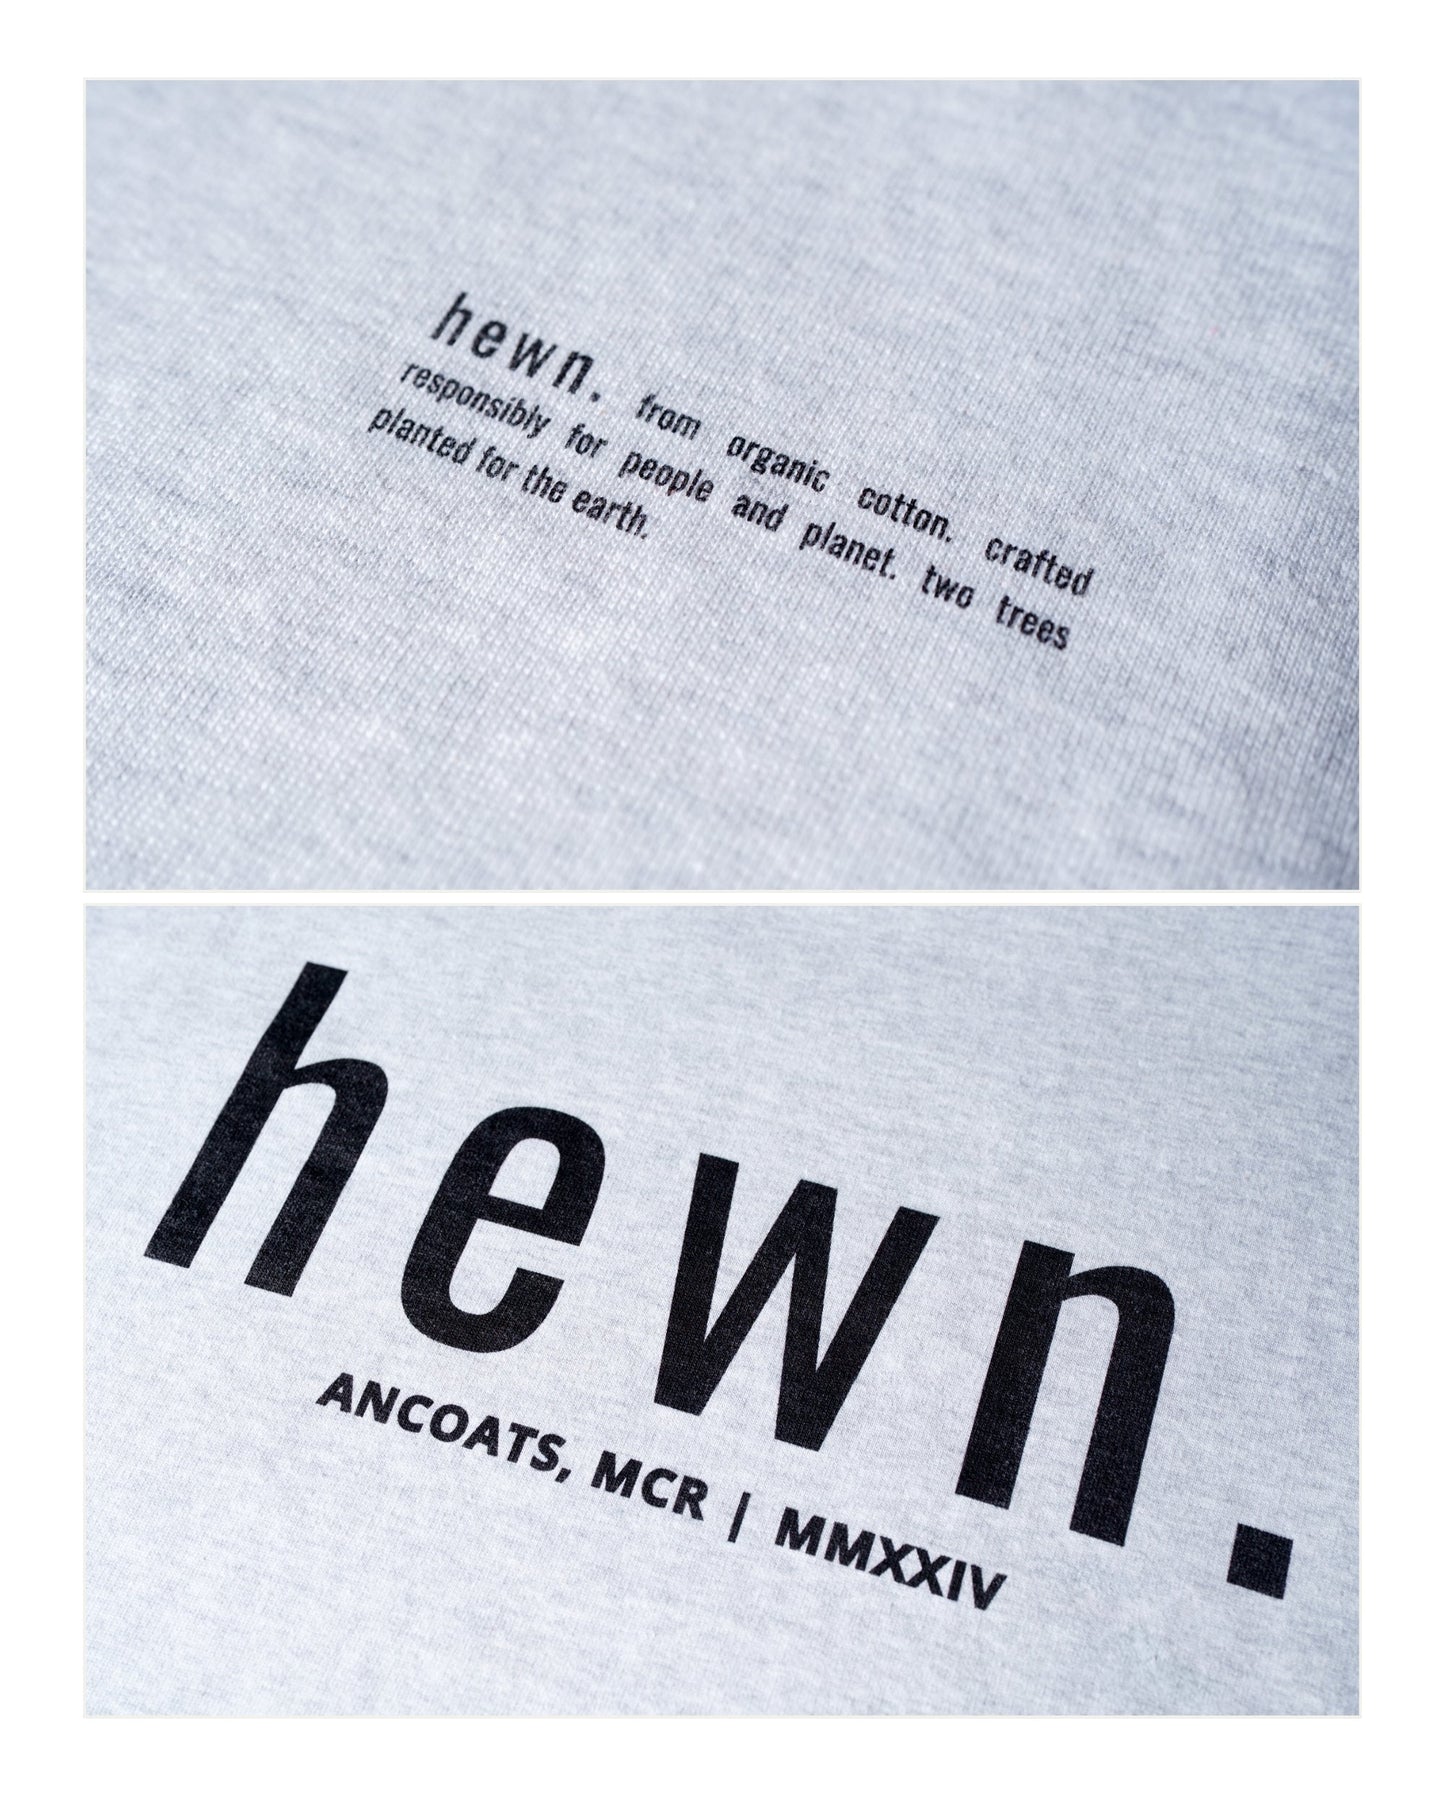 hewn. from organic cotton. crafted
responsibly for people and planet. two trees
planted for the earth.
hewn.
ANCOATS, MCR | MMXXIV